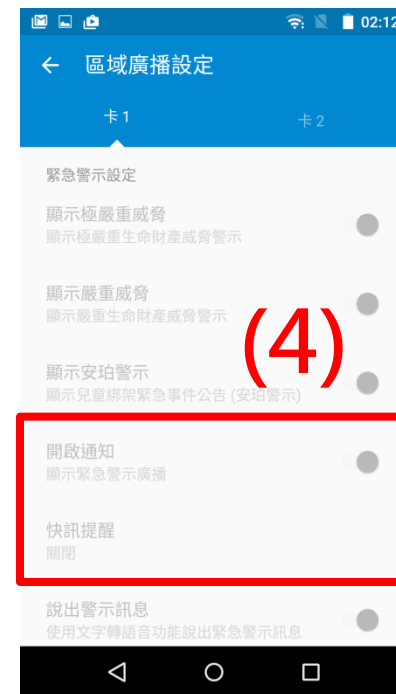 02:12
區域廣播設定
卡 1
卡 2
緊急警示設定
顯示極嚴重威脅
顯示極嚴重生命財產威脅警示
顯示嚴重威脅
顯示嚴重生命財產威脅警示
(4)
顯示安珀警示
顯示兒童綁架緊急事件公告 (安珀警示)
開啟通知
顯示緊急警示廣播
快訊提醒
關閉
說出警示訊息
使用文字轉語音功能說出緊急警示訊息